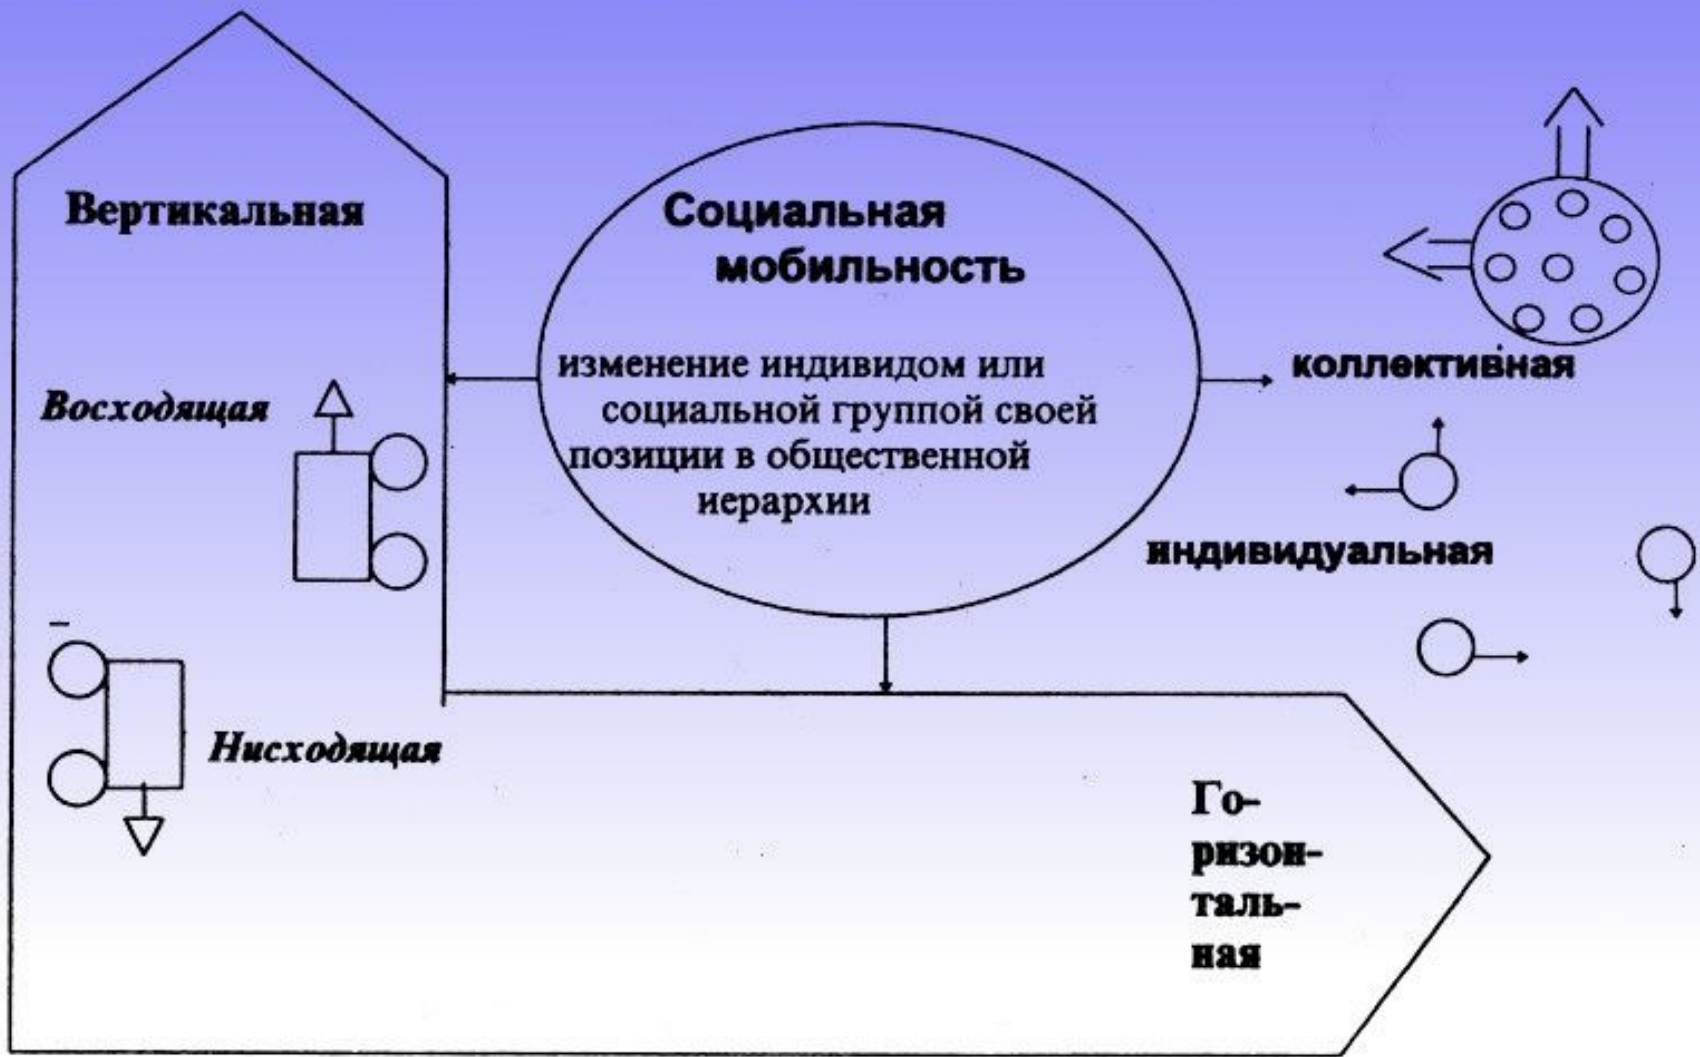 Вертикальная
Восходящая
Нисходящая
Социальная
мобильность
изменение индивидом или
социальной группой своей
позиции в общественной
иерархии
коллективная
индивидуальная
Го-
ризон-
таль-
ная